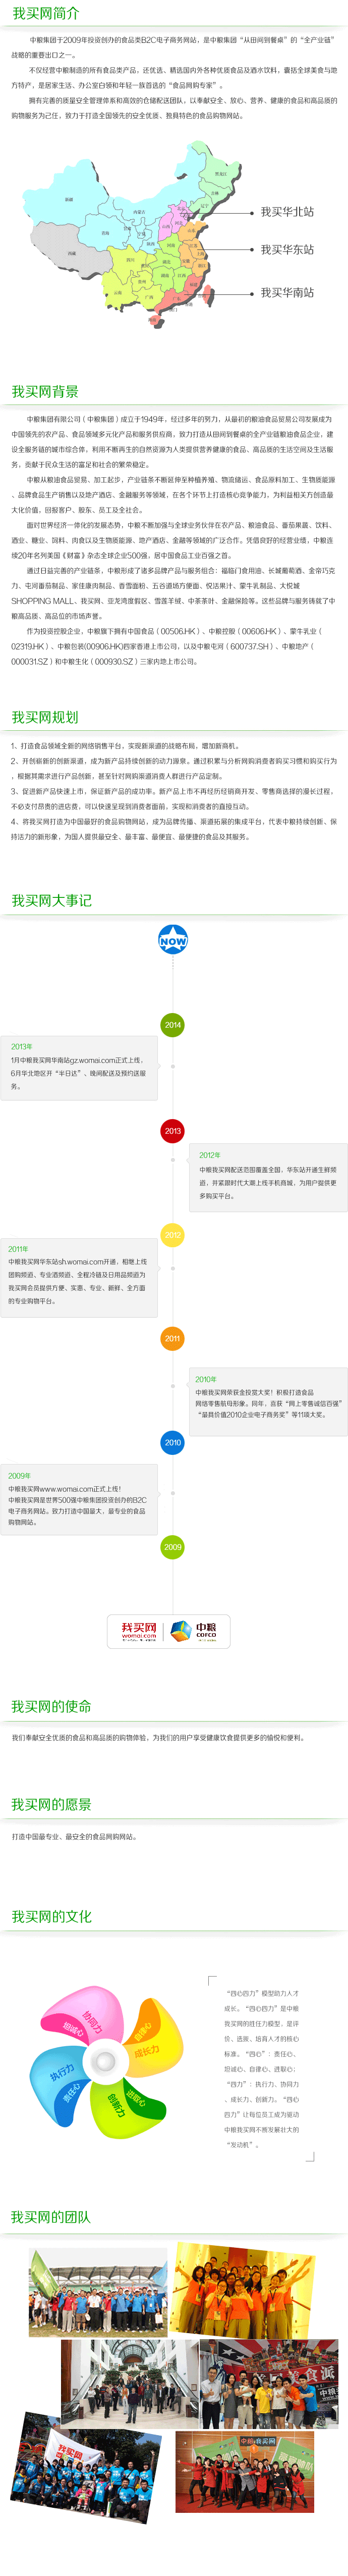 我买网简介
中粮集团于2009年投资创办的食品类B2C电子商务网站，是中粮集团“从田间到餐桌”的“全产业链”
战略的重要出口之一。
不仅经营中粮制造的所有食品类产品，还优选、精选国内外各种优质食品及酒水饮料，囊括全球美食与地
方特产，是居家生活、办公室白领和年轻一族首选的“食品网购专家”。
拥有完善的质量安全管理体系和高效的仓储配送团队，以奉献安全、放心、营养、健康的食品和高品质的
购物服务为己任，致力于打造全国领先的安全优质、独具特色的食品购物网站。
黑龙江
吉林
辽宁
新疆
内蒙古
甘肃
青海
西藏
四川
云南
贵州
广西
湖南
湖北
河南
陕西
山西
河北
山东
江西
福建
广东
我买华北站
我买华东站
我买华南站
我买网背景
中粮集团有限公司（中粮集团）成立于1949年，经过多年的努力，从最初的粮油食品贸易公司发展成为
中国领先的农产品、食品领域多元化产品和服务供应商，致力打造从田间到餐桌的全产业链粮油食品企业，建
设全服务链的城市综合体，利用不断再生的自然资源为人类提供营养健康的食品、高品质的生活空间及生活服
务，贡献于民众生活的富足和社会的繁荣稳定。
中粮从粮油食品贸易、加工起步，产业链条不断延伸至种植养殖、物流储运、食品原料加工、生物质能源
、品牌食品生产销售以及地产酒店、金融服务等领域，在各个环节上打造核心竞争能力，为利益相关方创造最
大化价值，回报客户、股东、员工及全社会。
面对世界经济一体化的发展态势，中粮不断加强与全球业务伙伴在农产品、粮油食品、番茄果蔬、饮料、
酒业、糖业、饲料、肉食以及生物质能源、地产酒店、金融等领域的广泛合作。凭借良好的经营业绩，中粮连
续20年名列美国《财富》杂志全球企业500强，居中国食品工业百强之首。
通过日益完善的产业链条，中粮形成了诸多品牌产品与服务组合：福临门食用油、长城葡萄酒、金帝巧克
力、屯河番茄制品、家佳康肉制品、香雪面粉、五谷道场方便面、悦活果汁、蒙牛乳制品、大悦城
SHOPPING MALL、我买网、亚龙湾度假区、雪莲羊绒、中茶茶叶、金融保险等。这些品牌与服务铸就了中
粮高品质、高品位的市场声誉。
作为投资控股企业，中粮旗下拥有中国食品（00506.HK）、中粮控股（00606.HK）、蒙牛乳业（
02319.HK）、中粮包装(00906.HK)四家香港上市公司，以及中粮屯河（600737.SH）、中粮地产（
000031.SZ）和中粮生化（000930.SZ）三家内地上市公司。
我买网规划
1、打造食品领域全新的网络销售平台，实现新渠道的战略布局，增加新商机。
2、开创崭新的创新渠道，成为新产品持续创新的动力源泉。通过积累与分析网购消费者购买习惯和购买行为
，根据其需求进行产品创新，甚至针对网购渠道消费人群进行产品定制。
3、促进新产品快速上市，保证新产品的成功率。新产品上市不再经历经销商开发、零售商选择的漫长过程，
不必支付昂贵的进店费，可以快速呈现到消费者面前，实现和消费者的直接互动。
4、将我买网打造为中国最好的食品购物网站，成为品牌传播、渠道拓展的集成平台，代表中粮持续创新、保
持活力的新形象，为国人提供最安全、最丰富、最便宜、最便捷的食品及其服务。
我买网大事记
NOW
2014
2013年
1月中粮我买网华南站gz.womai.com正式上线，
6月华北地区开“半日达”、晚间配送及预约送服
务。
2013
2012年
中粮我买网配送范围覆盖全国，华东站开通生鲜频
道，并紧跟时代大潮上线手机商城，为用户提供更
多购买平台。
2012
2011年
中粮我买网华东站sh.womai.com开通，相继上线
团购频道、专业酒频道、全程冷链及日用品频道为
我买网会员提供方便、实惠、专业、新鲜、全方面
的专业购物平台。
2011
2010年
中粮我买网荣获金投赏大奖！积极打造食品
网络零售航母形象。同年，喜获“网上零售诚信百强”
“最具价值2010企业电子商务奖”等11项大奖。
2010
2009年
中粮我买网www.womai.com正式上线！
中粮我买网是世界500强中粮集团投资创办的B2C
电子商务网站。致力打造中国最大，最专业的食品
购物网站。
2009
我买网
womai.com
中粮
COFCO
我买网的使命
我们奉献安全优质的食品和高品质的购物体验，为我们的用户享受健康饮食提供更多的愉悦和便利。
我买网的愿景
打造中国最专业、最安全的食品网购网站。
我买网的文化
协同力
坦诚心
自律心
成长力
执行力
责任心
进取心
创新力
“四心四力”模型助力人才
成长。“四心四力”是中粮
我买网的胜任力模型，是评
价、选拔、培育人才的核心
标准。“四心”：责任心、
坦诚心、自律心、进取心；
“四力”：执行力、协同力
、成长力、创新力。“四心
四力”让每位员工成为驱动
中粮我买网不断发展壮大的
“发动机”。
我买网的团队
我买网
中粮我买网